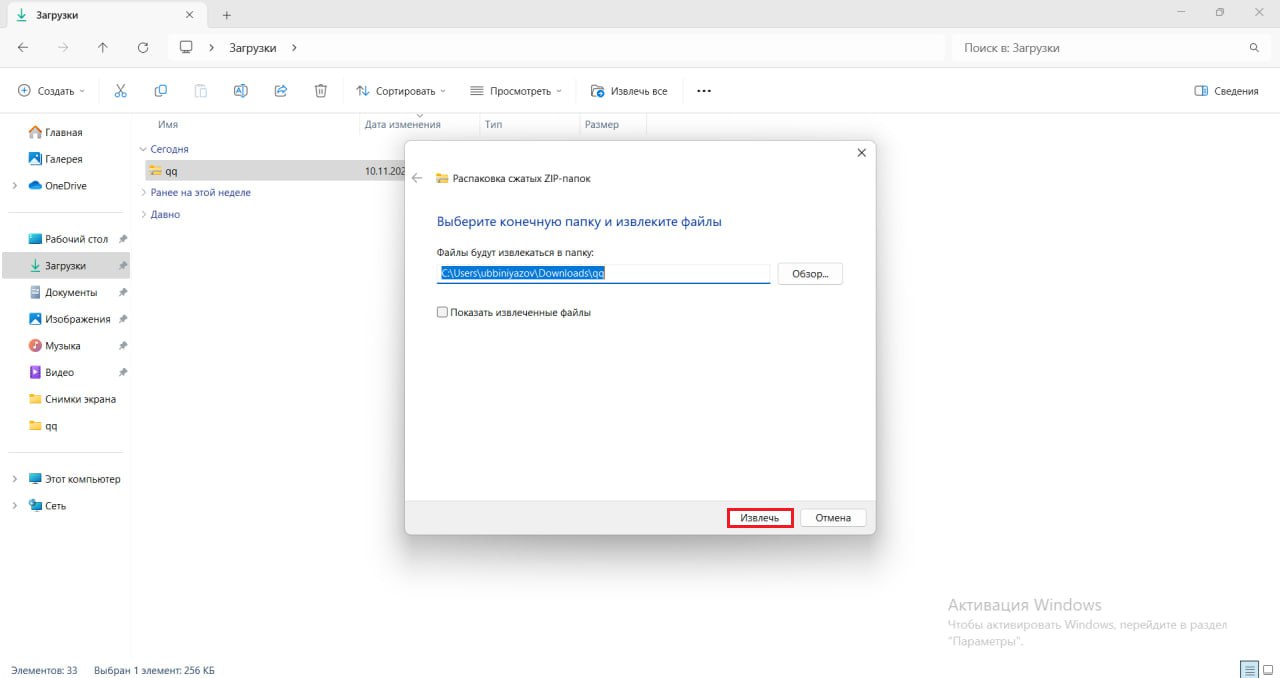 Загрузки
Загрузки
Поиск в: Загрузки
Создать
Сортировать
Просмотреть
Извлечь все
Сведения
Имя
Дата изменения
Тип
Размер
Главная
Галерея
OneDrive
Рабочий стол
Загрузки
Документы
Изображения
Музыка
Видео
Снимки экрана
qq
Этот компьютер
Сеть
Сегодня
qq
10.11.202
Ранее на этой неделе
Давно
Распаковка сжатых ZIP-папок
Выберите конечную папку и извлеките файлы
Файлы будут извлекаться в папку:
C:\Users\ubbiniyazov\Downloads\qq
Обзор...
Показать извлеченные файлы
Извлечь
Отмена
Активация Windows
Чтобы активировать Windows, перейдите в раздел
"Параметры".
Элементов: 33
Выбран 1 элемент: 256 КБ